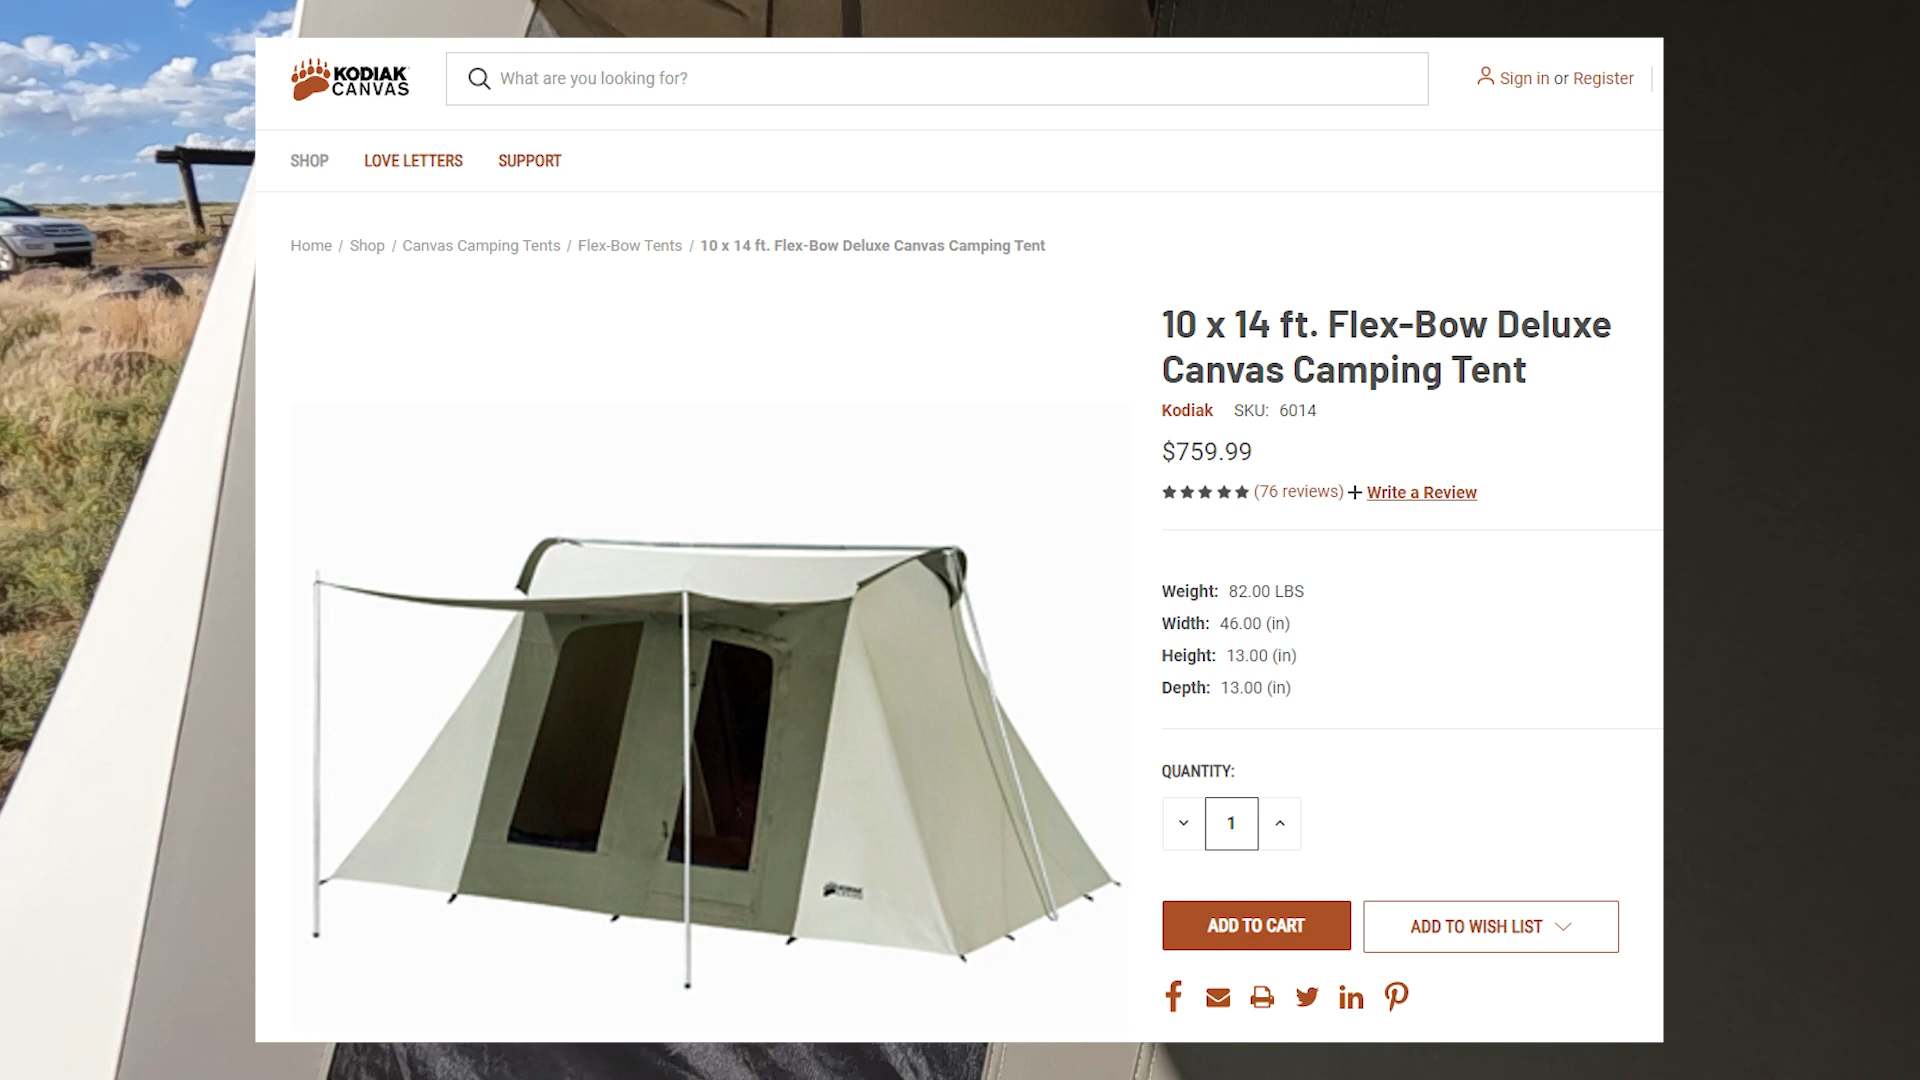 KODIAK
CANVAS
What are you looking for?
Sign in or Register
SHOP
LOVE LETTERS
SUPPORT
Home / Shop / Canvas Camping Tents / Flex-Bow Tents / 10 x 14 ft. Flex-Bow Deluxe Canvas Camping Tent
10 x 14 ft. Flex-Bow Deluxe
Canvas Camping Tent
Kodiak SKU: 6014
$759.99
(76 reviews) + Write a Review
Weight: 82.00 LBS
Width: 46.00 (in)
Height: 13.00 (in)
Depth: 13.00 (in)
QUANTITY:
1
ADD TO CART
ADD TO WISH LIST
KODIAK
CANVAS